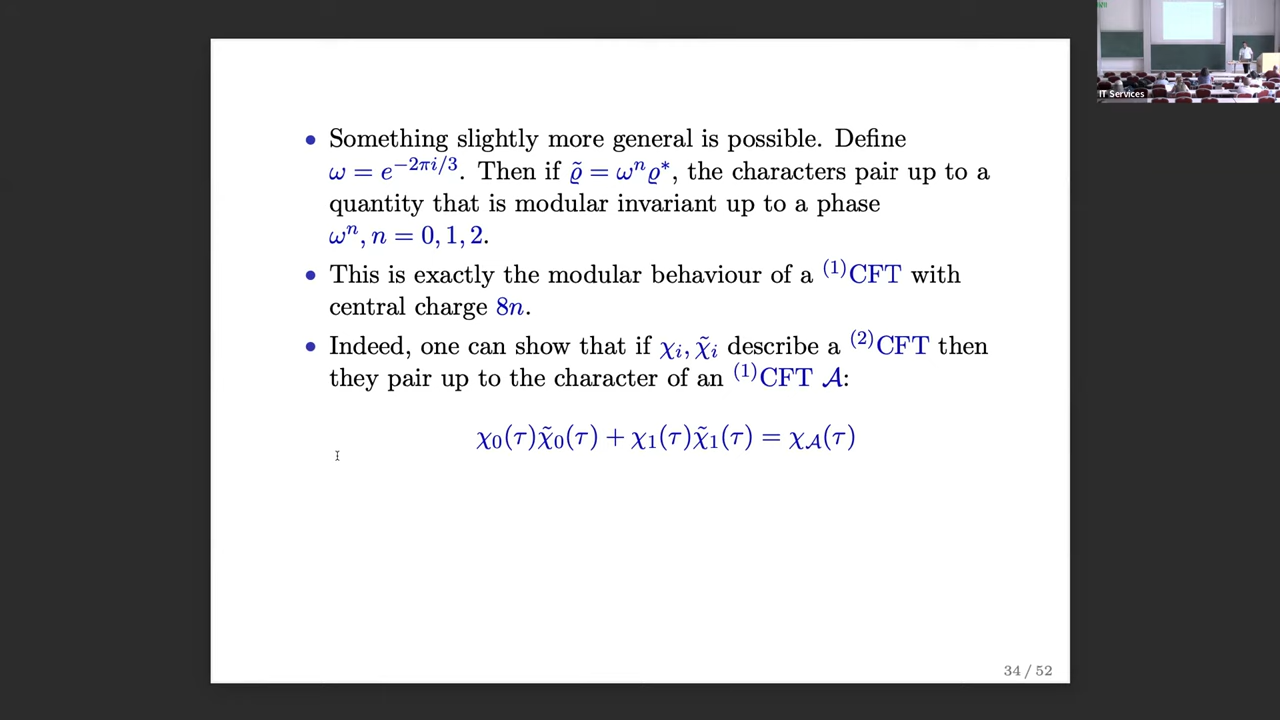 IT Services
• Something slightly more general is possible. Define
ω = e^{−2πi/3}. Then if ϱ̃ = ω^n ϱ*, the characters pair up to a
quantity that is modular invariant up to a phase
ω^n, n = 0, 1, 2.
• This is exactly the modular behaviour of a ^{(1)}CFT with
central charge 8n.
• Indeed, one can show that if χ_i, χ̃_i describe a ^{(2)}CFT then
they pair up to the character of an ^{(1)}CFT 𝒜:
χ_0(τ)χ̃_0(τ) + χ_1(τ)χ̃_1(τ) = χ_𝒜(τ)
34 / 52